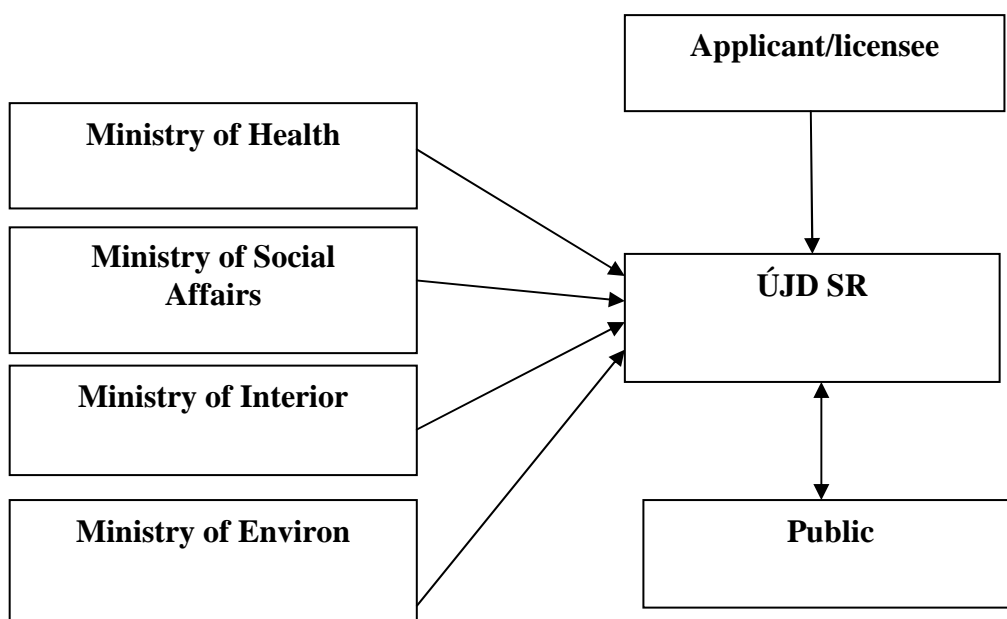 Applicant/licensee
Ministry of Health
Ministry of Social
Affairs
ÚJD SR
Ministry of Interior
Ministry of Environ
Public